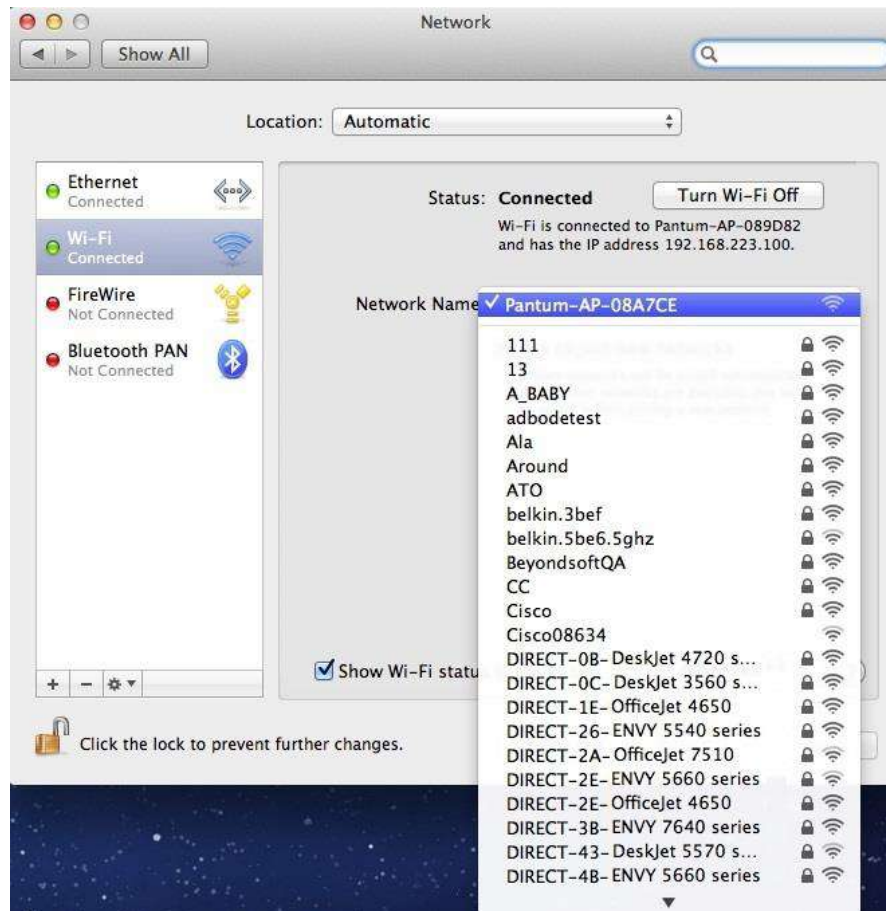 Network
Show All
Location: Automatic
Ethernet
Connected
Wi-Fi
Connected
FireWire
Not Connected
Bluetooth PAN
Not Connected
Status: Connected
Turn Wi-Fi Off
Wi-Fi is connected to Pantum-AP-089D82
and has the IP address 192.168.223.100.
Network Name
Pantum-AP-08A7CE
111
13
A_BABY
adbodetest
Ala
Around
ATO
belkin.3bef
belkin.5be6.5ghz
BeyondsoftQA
CC
Cisco
Cisco08634
DIRECT-0B-DeskJet 4720 s...
DIRECT-0C-DeskJet 3560 s...
DIRECT-1E-OfficeJet 4650
DIRECT-26-ENVY 5540 series
DIRECT-2A-OfficeJet 7510
DIRECT-2E-ENVY 5660 series
DIRECT-2E-OfficeJet 4650
DIRECT-3B-ENVY 7640 series
DIRECT-43-DeskJet 5570 s...
DIRECT-4B-ENVY 5660 series
Show Wi-Fi statu
Click the lock to prevent further changes.